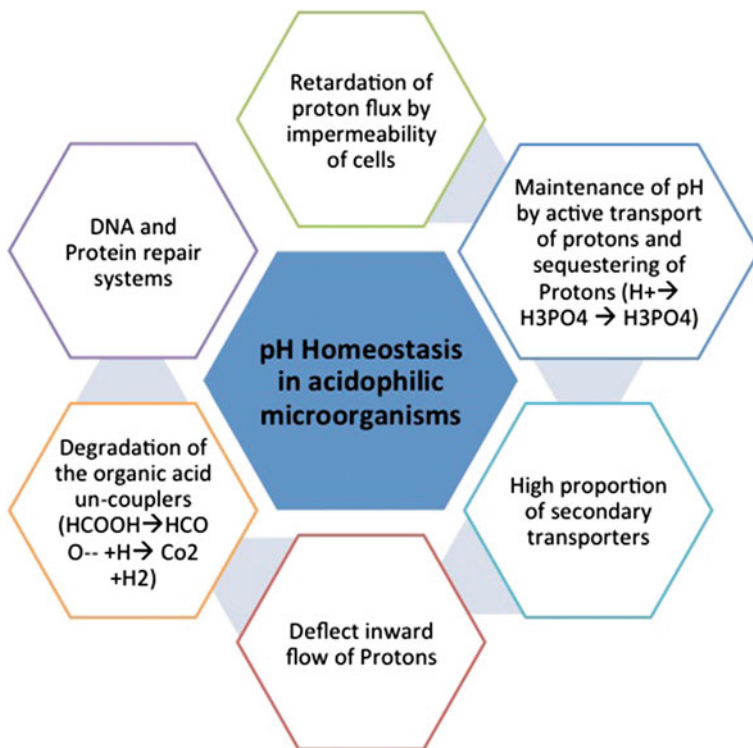 Retardation of
proton flux by
impermeability
of cells
Maintenance of pH
by active transport
of protons and
sequestering of
Protons (H+→
H3PO4 → H3PO4)
High proportion
of secondary
transporters
Deflect inward
flow of Protons
Degradation of
the organic acid
un-couplers
(HCOOH→HCO
O-- +H→ Co2
+H2)
DNA and
Protein repair
systems
pH Homeostasis
in acidophilic
microorganisms